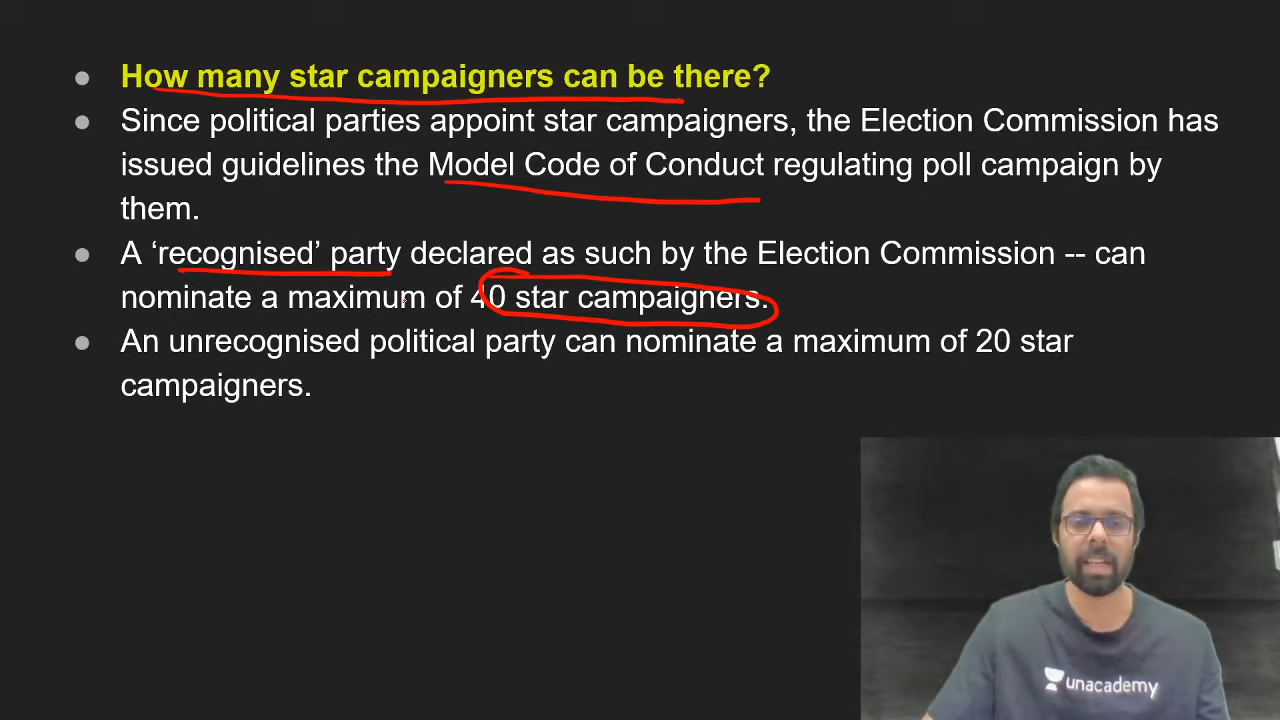 How many star campaigners can be there?
Since political parties appoint star campaigners, the Election Commission has
issued guidelines the Model Code of Conduct regulating poll campaign by
them.
A ‘recognised’ party declared as such by the Election Commission -- can
nominate a maximum of 40 star campaigners.
An unrecognised political party can nominate a maximum of 20 star
campaigners.
unacademy